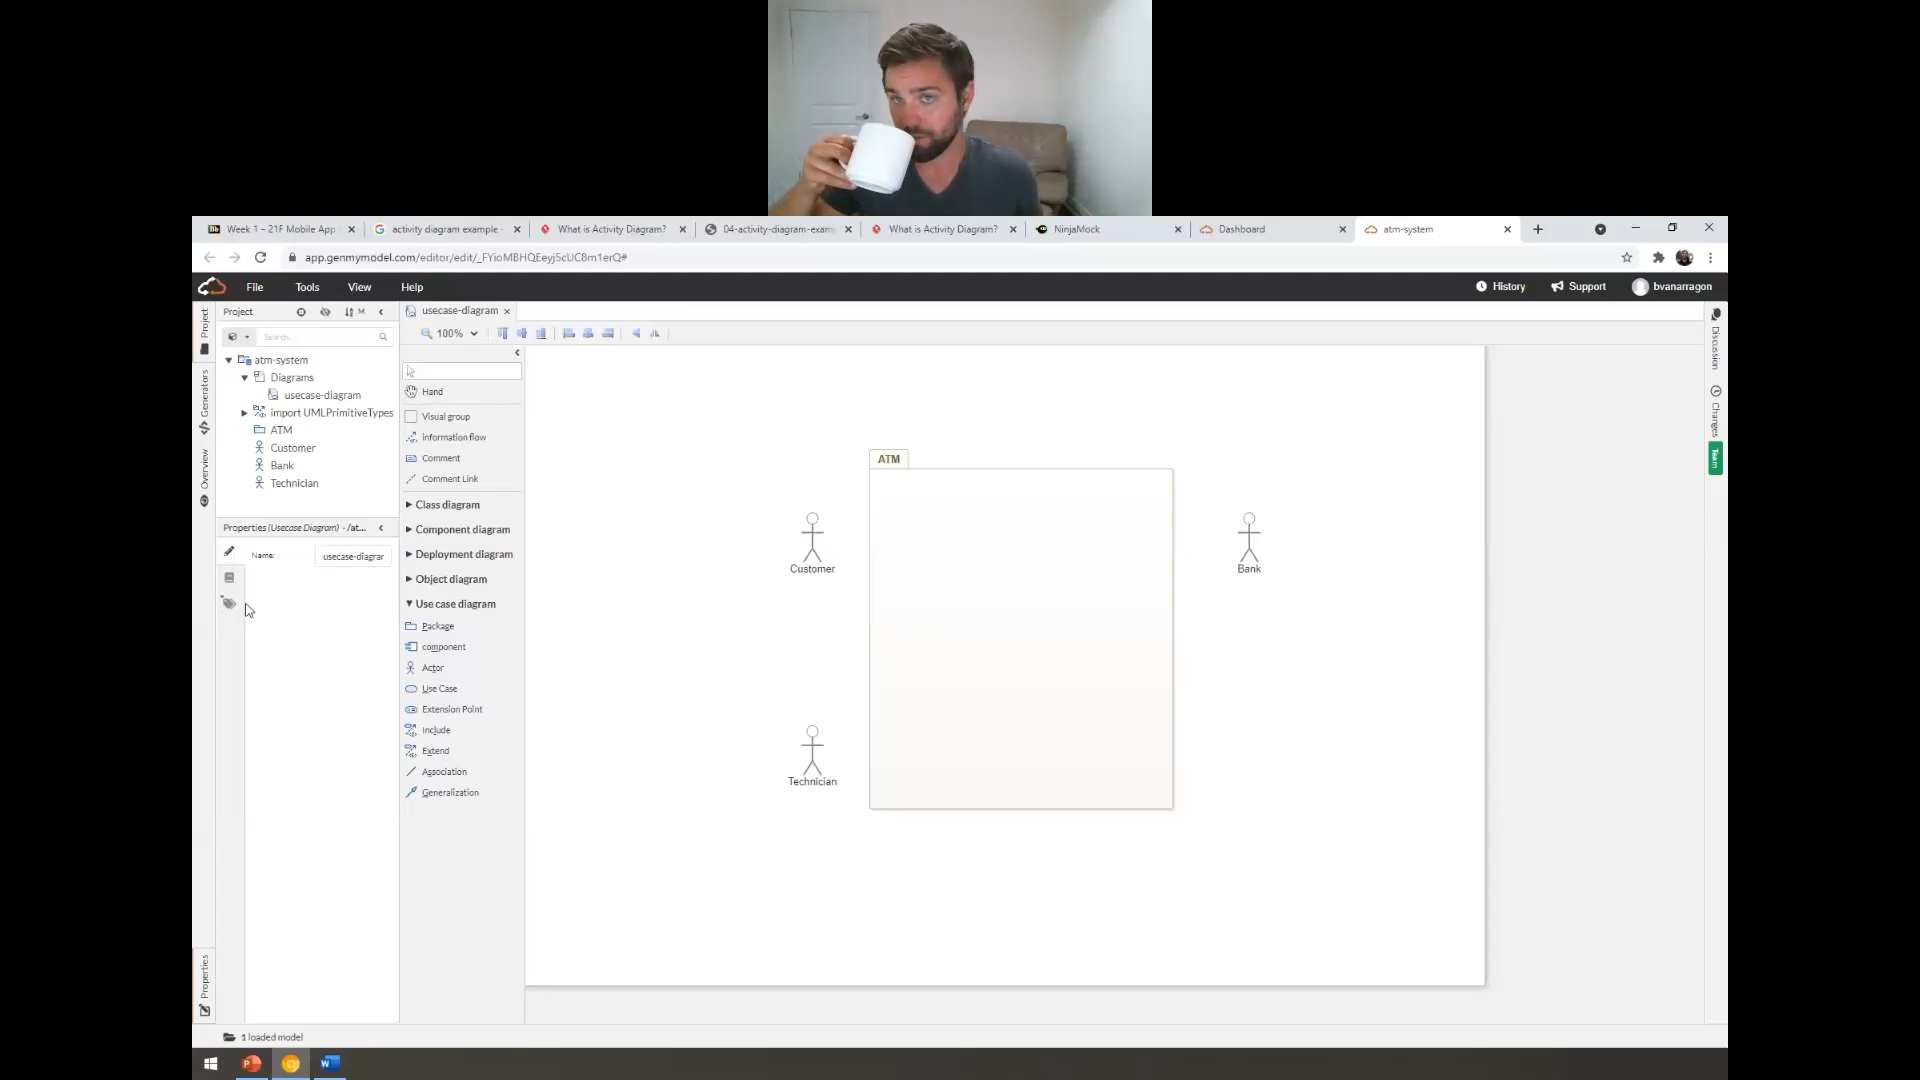 Week 1 – 21F Mobile App
activity diagram example
What is Activity Diagram?
04-activity-diagram-exam
What is Activity Diagram?
NinjaMock
Dashboard
atm-system
app.genmymodel.com/editor/edit/_FYioMBHQEeyj5cUC8m1erQ#
File
Tools
View
Help
History
Support
bvanarragon
Project
Project
M
usecase-diagram
Search...
100%
atm-system
Diagrams
usecase-diagram
import UMLPrimitiveTypes
ATM
Customer
Bank
Technician
Generators
Overview
Properties (Usecase Diagram) - /at...
Name:
usecase-diagrar
Properties
Hand
Visual group
information flow
Comment
Comment Link
Class diagram
Component diagram
Deployment diagram
Object diagram
Use case diagram
Package
component
Actor
Use Case
Extension Point
Include
Extend
Association
Generalization
ATM
Customer
Bank
Technician
Discussion
Changes
Team
1 loaded model